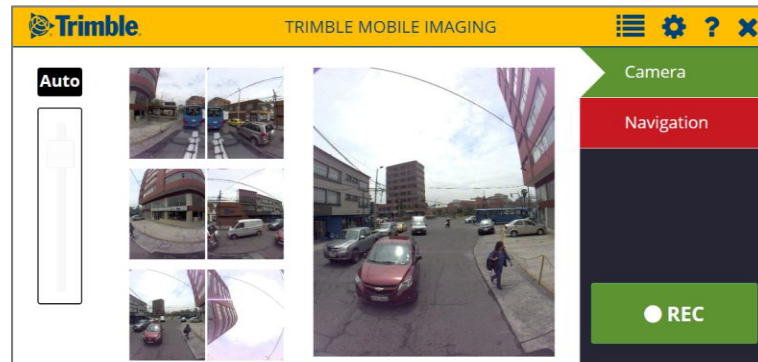 Trimble
TRIMBLE MOBILE IMAGING
?
Auto
Camera
Navigation
REC